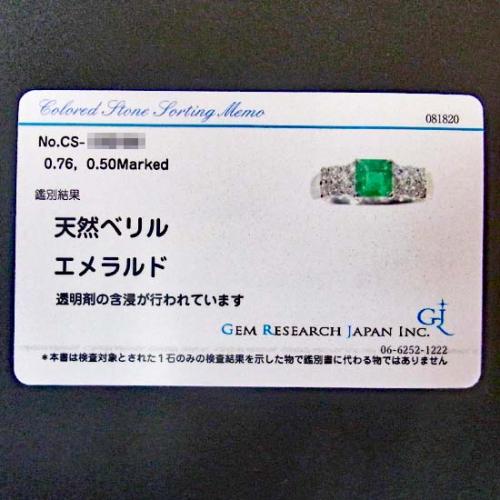 Colored Stone Sorting Memo
081820
No.CS-
0.76, 0.50Marked
鑑別結果
天然ベリル
エメラルド
透明剤の含浸が行われています
GEM RESEARCH JAPAN INC.
06-6252-1222
*本書は検査対象とされた1石のみの検査結果を示した物で鑑別書に代わる物ではありません